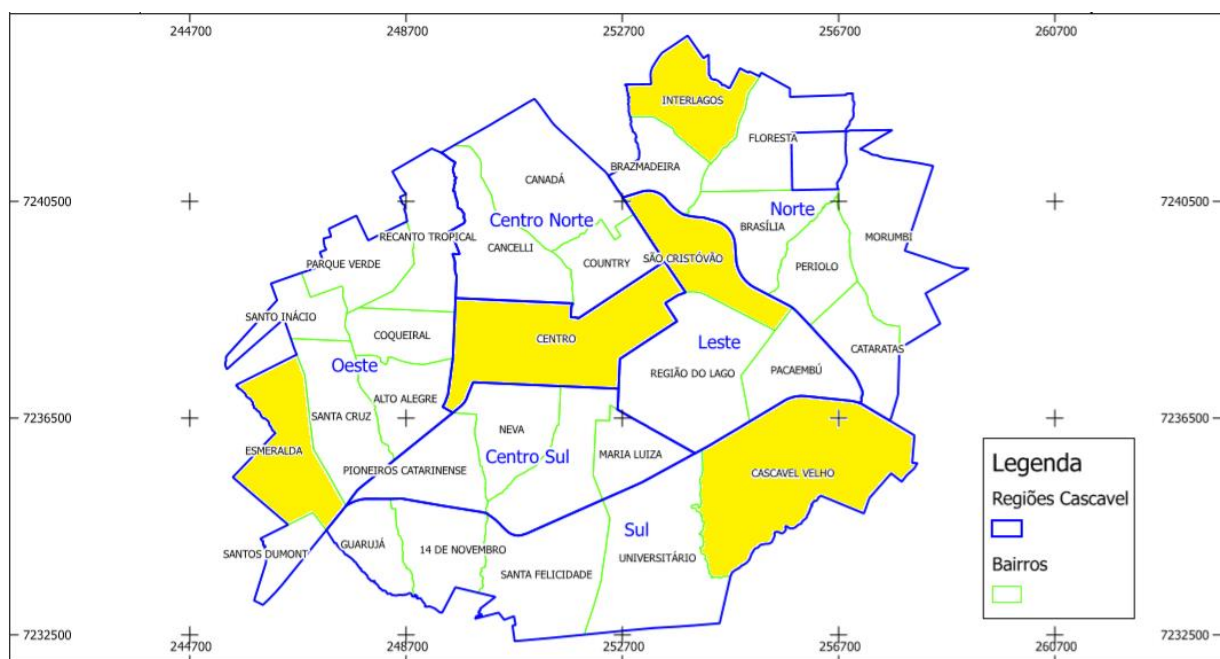 244700 248700 252700 256700 260700
INTERLAGOS
FLORESTA
BRAZMADEIRA
CANADÁ
7240500 7240500
Norte
Centro Norte
BRASÍLIA
RECANTO TROPICAL
MORUMBI
CANCELLI
SÃO CRISTÓVÃO
COUNTRY
PARQUE VERDE
PERIOLO
SANTO INÁCIO
COQUEIRAL
CENTRO
Leste
CATARATAS
Oeste
REGIÃO DO LAGO
PACAEMBÚ
ALTO ALEGRE
SANTA CRUZ
7236500 7236500
NEVA
ESMERALDA
Centro Sul
MARIA LUIZA
PIONEIROS CATARINENSE
CASCAVEL VELHO
Legenda
Regiões Cascavel
Bairros
Sul
GUARUJÁ
14 DE NOVEMBRO
SANTOS DUMONT
UNIVERSITÁRIO
SANTA FELICIDADE
7232500 7232500
244700 248700 252700 256700 260700